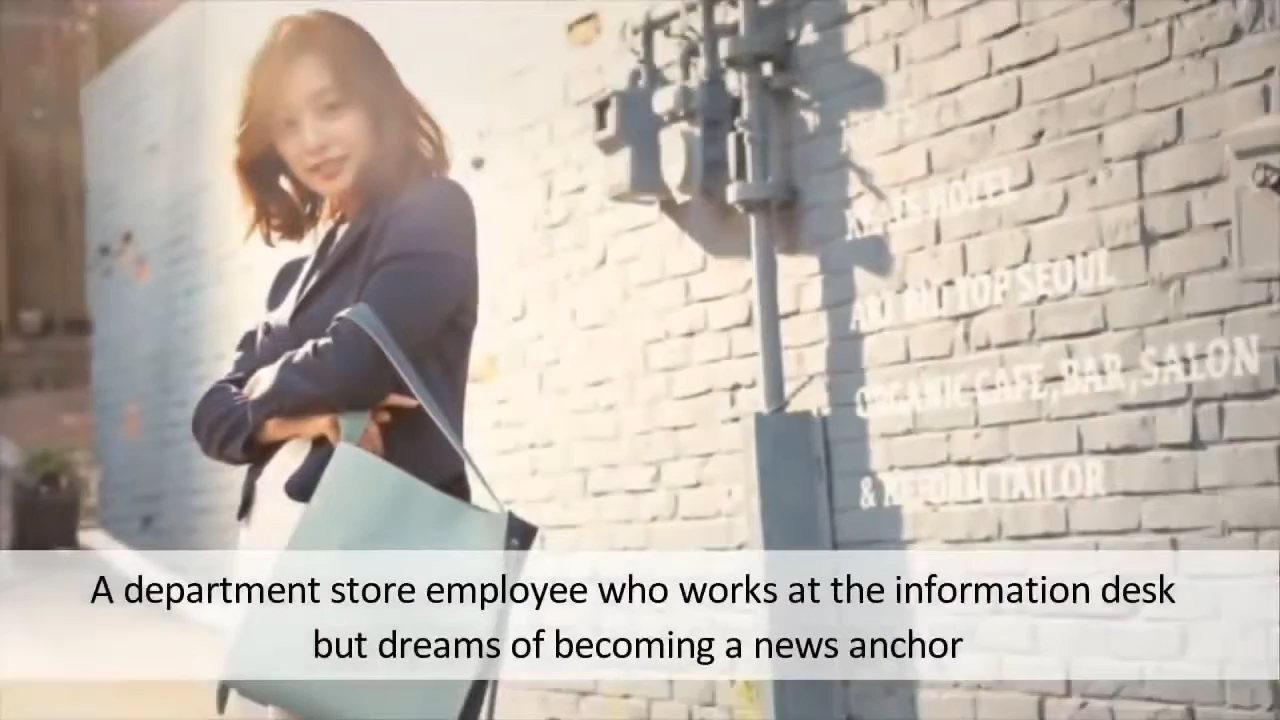 HOTEL
TOP SEOUL
ORGANIC CAFE, BAR, SALON
& REFORM TAILOR
A department store employee who works at the information desk
but dreams of becoming a news anchor